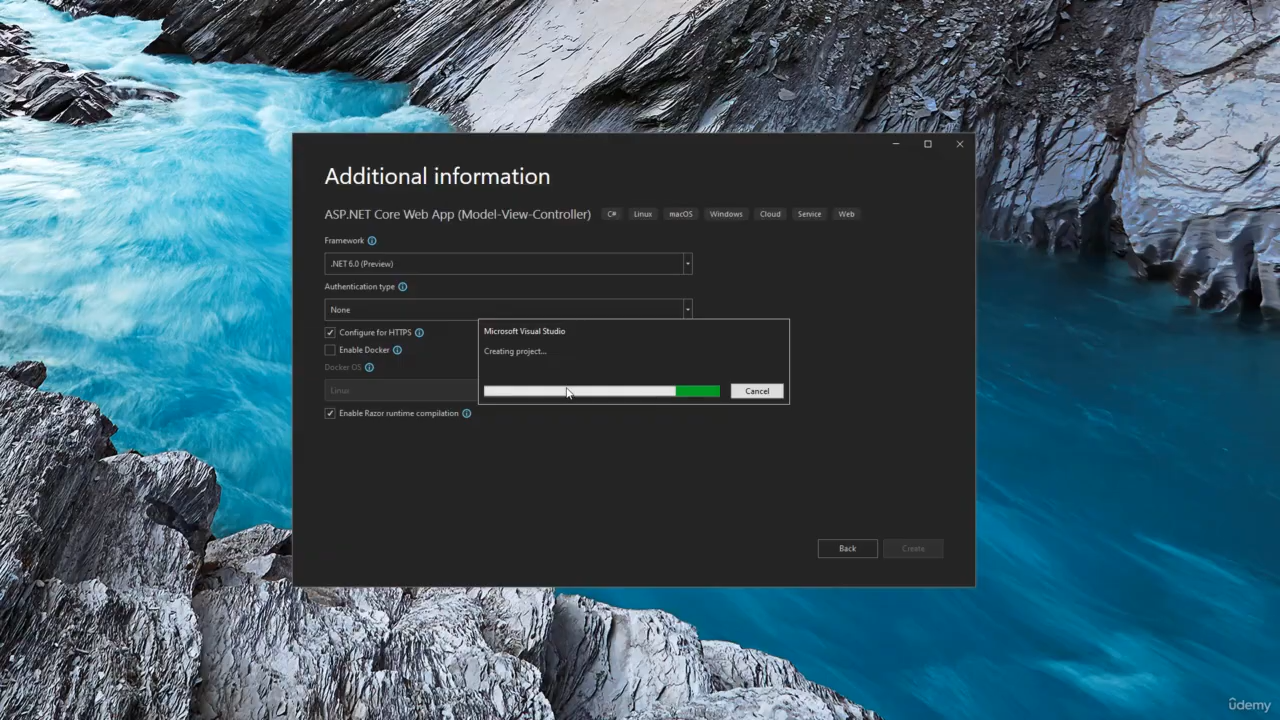 Additional information
ASP.NET Core Web App (Model-View-Controller) C# Linux macOS Windows Cloud Service Web
Framework
.NET 6.0 (Preview)
Authentication type
None
Configure for HTTPS
Enable Docker
Docker OS
Linux
Enable Razor runtime compilation
Microsoft Visual Studio
Creating project...
Cancel
Back Create
ûdemy